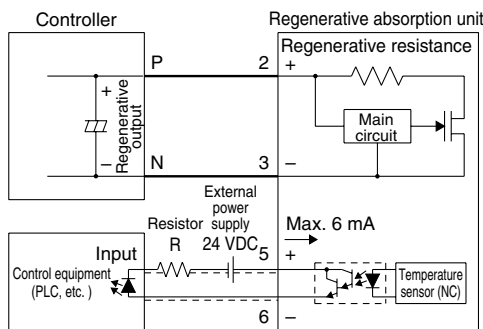 Controller
Regenerative absorption unit
Regenerative resistance
P
2
+
+
Regenerative
output
Main
circuit
–
N
3
–
External
power
supply
24 VDC
Resistor
R
Max. 6 mA
5
+
Input
Control equipment
(PLC, etc. )
Temperature
sensor (NC)
6
–